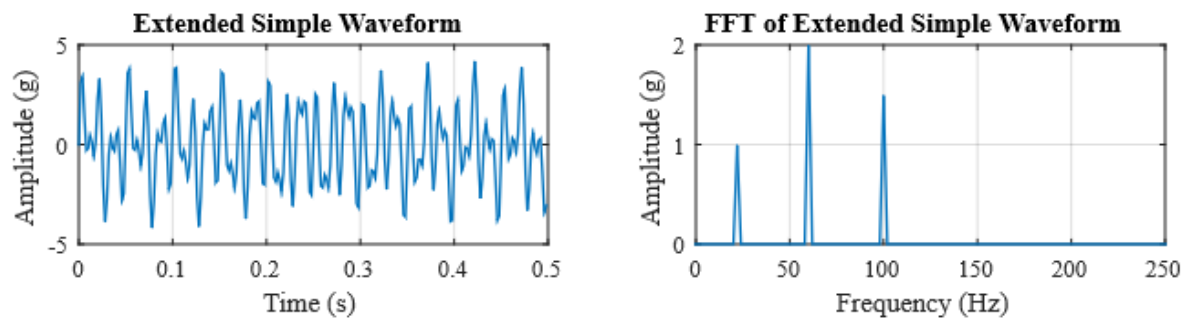 Extended Simple Waveform
5
0
-5
Amplitude (g)
0 0.1 0.2 0.3 0.4 0.5
Time (s)
FFT of Extended Simple Waveform
2
1
0
Amplitude (g)
0 50 100 150 200 250
Frequency (Hz)